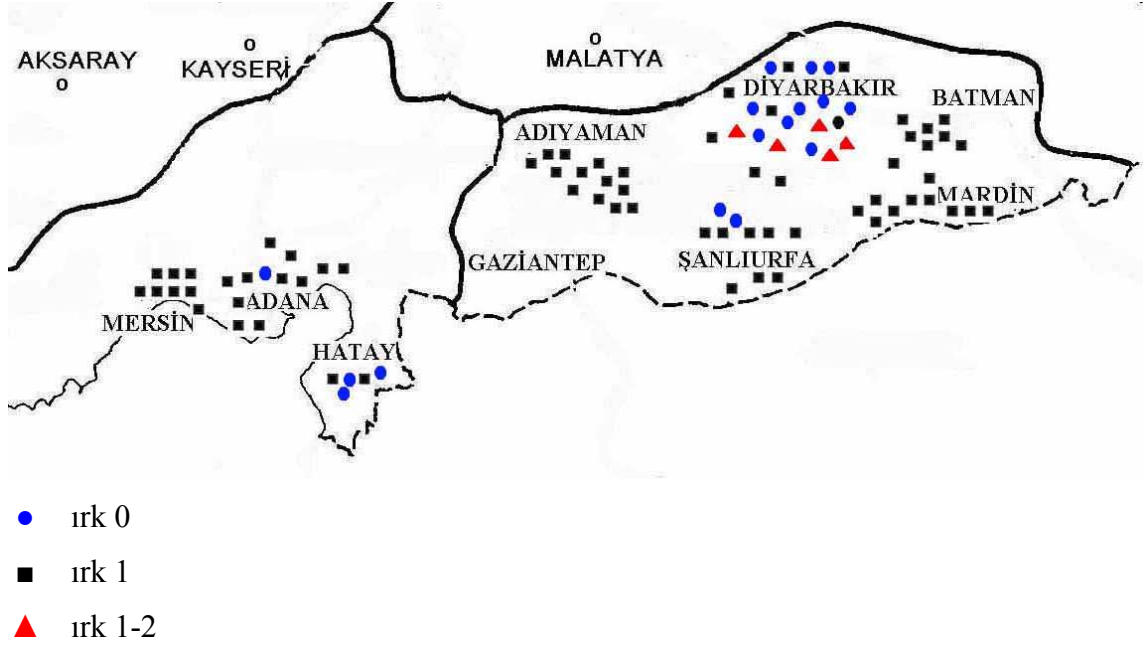 AKSARAY
KAYSERİ
MALATYA
DİYARBAKIR
BATMAN
ADIYAMAN
MARDİN
GAZİANTEP
ŞANLIURFA
ADANA
MERSİN
HATAY
ırk 0
ırk 1
ırk 1-2